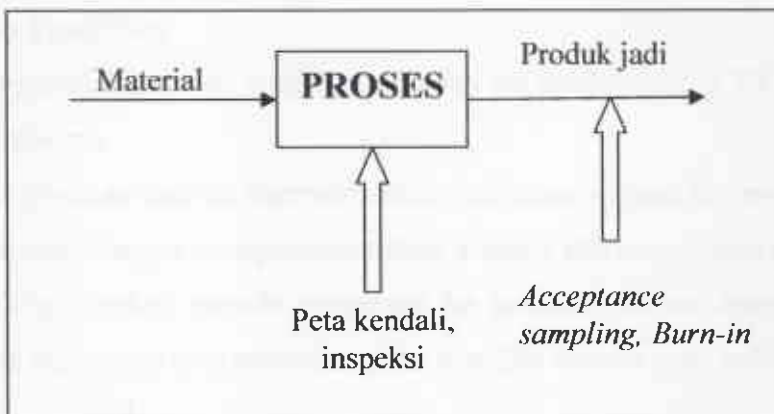 Material
PROSES
Produk jadi
Peta kendali,
inspeksi
Acceptance
sampling, Burn-in